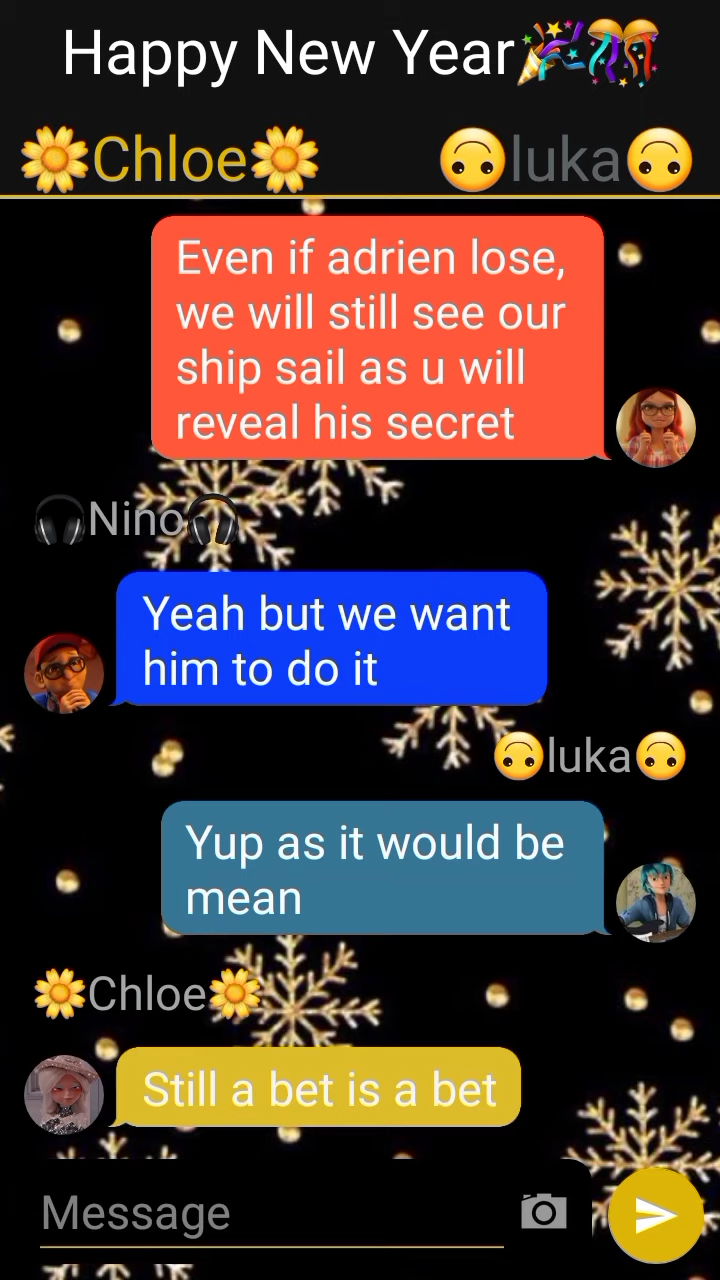 Happy New Year🎉🎊
🌼Chloe🌼 🙃luka🙃
Even if adrien lose,
we will still see our
ship sail as u will
reveal his secret
🎧Nino🎧
Yeah but we want
him to do it
🙃luka🙃
Yup as it would be
mean
🌼Chloe🌼
Still a bet is a bet
Message